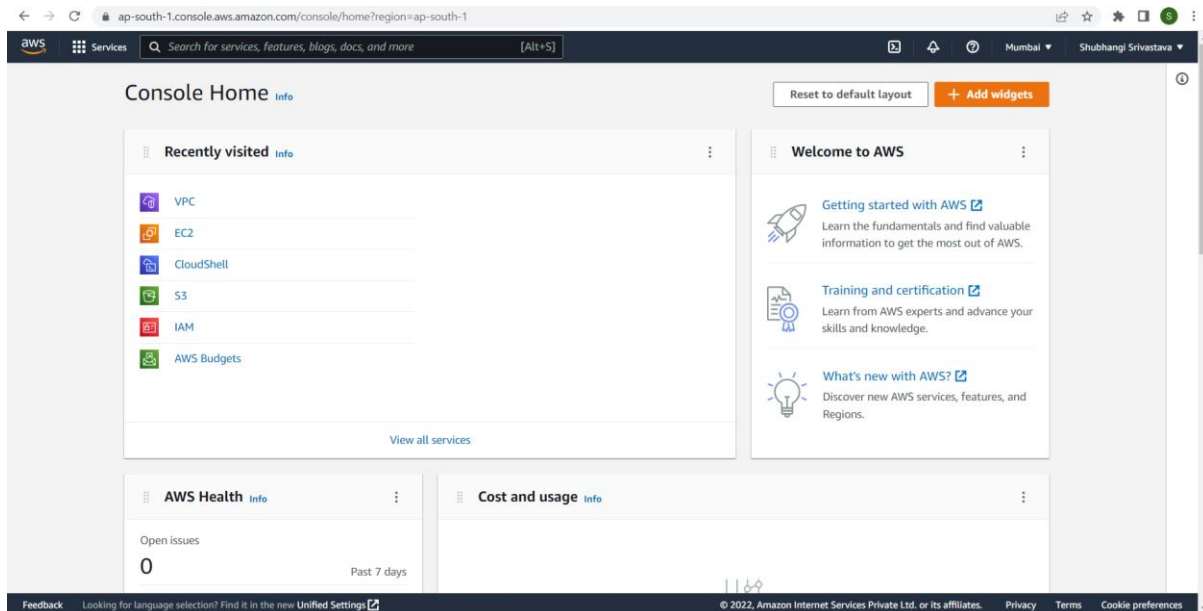 ap-south-1.console.aws.amazon.com/console/home?region=ap-south-1
S
aws
Services
Search for services, features, blogs, docs, and more
[Alt+S]
Mumbai ▼
Shubhangi Srivastava ▼
Console Home Info
Reset to default layout
+ Add widgets
Recently visited Info
VPC
EC2
CloudShell
S3
IAM
AWS Budgets
View all services
Welcome to AWS
Getting started with AWS
Learn the fundamentals and find valuable
information to get the most out of AWS.
Training and certification
Learn from AWS experts and advance your
skills and knowledge.
What's new with AWS?
Discover new AWS services, features, and
Regions.
AWS Health Info
Open issues
0
Past 7 days
Cost and usage Info
Feedback
Looking for language selection? Find it in the new Unified Settings
© 2022, Amazon Internet Services Private Ltd. or its affiliates.
Privacy
Terms
Cookie preferences